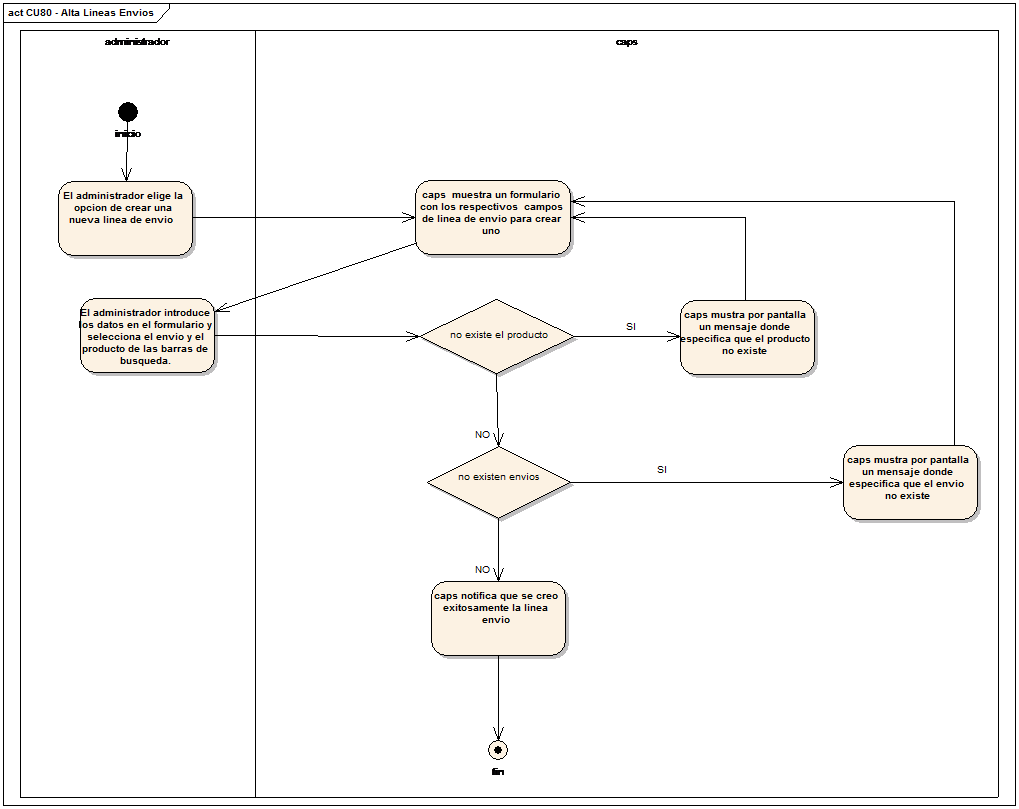 act CU80 - Alta Lineas Envios
administrador
caps
inicio
El administrador elige la
opcion de crear una
nueva linea de envio
caps muestra un formulario
con los respectivos campos
de linea de envio para crear
uno
El administrador introduce
los datos en el formulario y
selecciona el envio y el
producto de las barras de
busqueda.
no existe el producto
SI
caps mustra por pantalla
un mensaje donde
especifica que el producto
no existe
NO
no existen envios
SI
caps mustra por pantalla
un mensaje donde
especifica que el envio
no existe
NO
caps notifica que se creo
exitosamente la linea
envio
fin